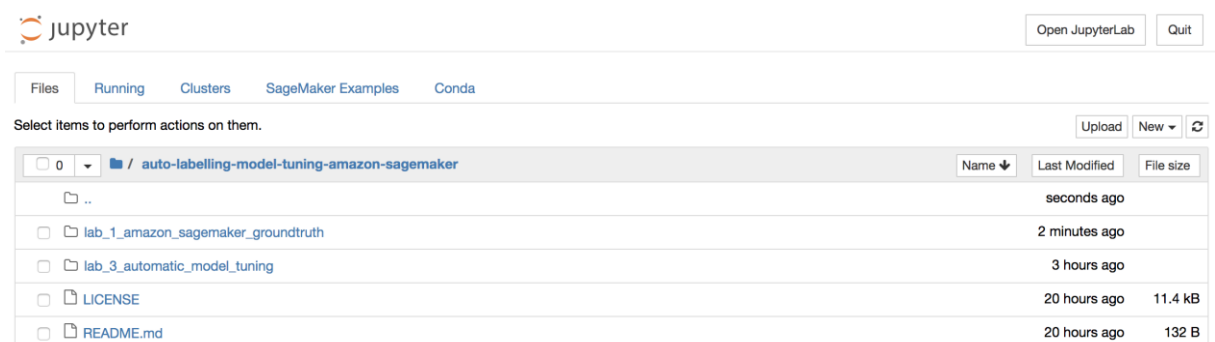 jupyter Open JupyterLab Quit
Files Running Clusters SageMaker Examples Conda
Select items to perform actions on them. Upload New
0 / auto-labelling-model-tuning-amazon-sagemaker Name Last Modified File size
.. seconds ago
lab_1_amazon_sagemaker_groundtruth 2 minutes ago
lab_3_automatic_model_tuning 3 hours ago
LICENSE 20 hours ago 11.4 kB
README.md 20 hours ago 132 B